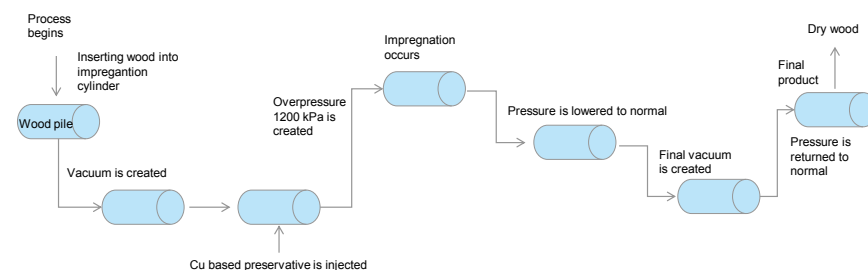 Process
begins
Inserting wood into
impregantion
cylinder
Wood pile
Vacuum is created
Cu based preservative is injected
Overpressure
1200 kPa is
created
Impregnation
occurs
Pressure is lowered to normal
Final vacuum
is created
Pressure is
returned to
normal
Final
product
Dry wood